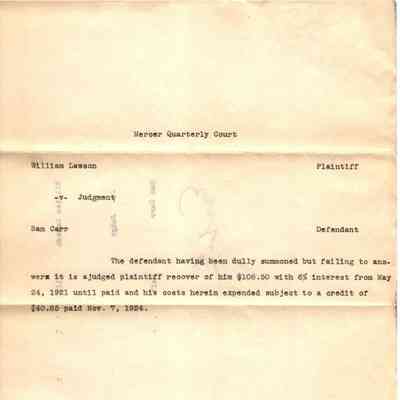 Mercer Quarterly Court
William Lawson Plaintiff
-v- Judgment
Sam Carr Defendant
The defendant having been dully summoned but failing to ans-
wera it is ajudged plaintiff recover of him $106.50 with 6% interest from May
24, 1921 until paid and his costs herein expended subject to a credit of
$40.85 paid Nov. 7, 1924.